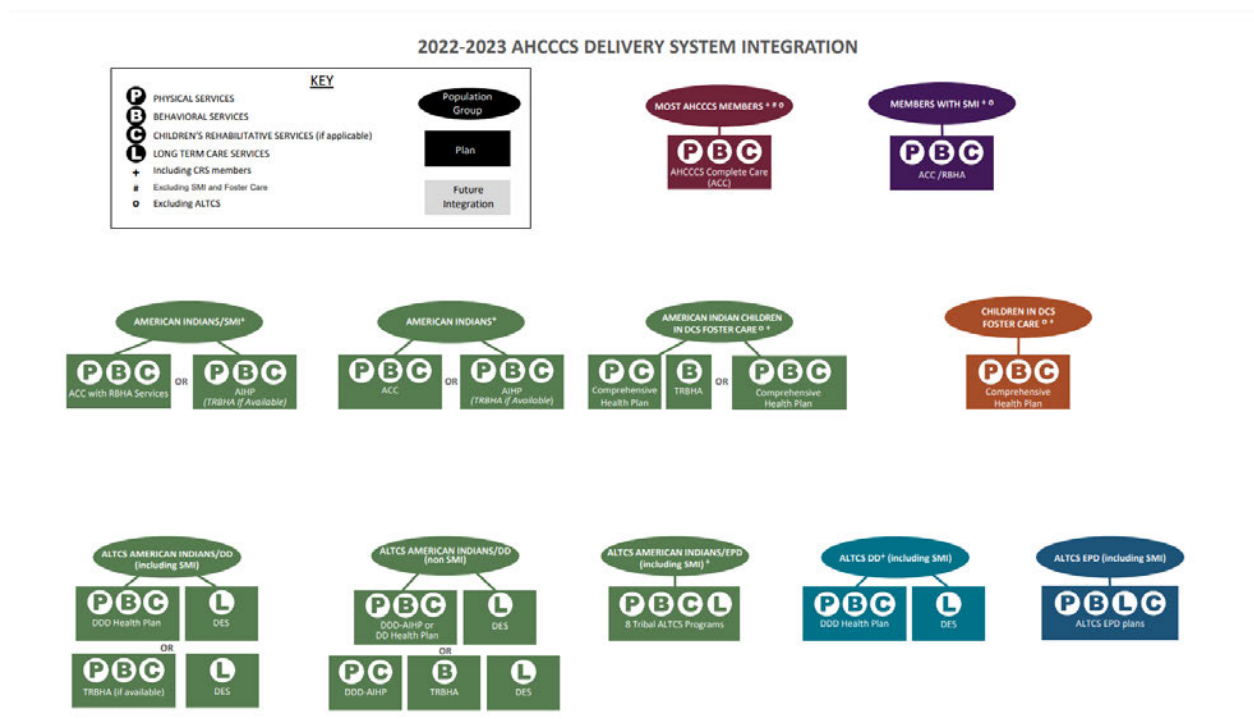 2022-2023 AHCCCS DELIVERY SYSTEM INTEGRATION
KEY
P PHYSICAL SERVICES
B BEHAVIORAL SERVICES
C CHILDREN'S REHABILITATIVE SERVICES (if applicable)
L LONG TERM CARE SERVICES
+ Including CRS members
# Excluding SMI and Foster Care
o Excluding ALTCS
Population
Group
Plan
Future
Integration
MOST AHCCCS MEMBERS + # o
P B C
AHCCCS Complete Care
(ACC)
MEMBERS WITH SMI + o
P B C
ACC /RBHA
AMERICAN INDIANS/SMI+
P B C
ACC with RBHA Services
OR
P B C
AIHP
(TRBHA If Available)
AMERICAN INDIANS+
P B C
ACC
OR
P B C
AIHP
(TRBHA If Available)
AMERICAN INDIAN CHILDREN
IN DCS FOSTER CARE o +
P C
Comprehensive
Health Plan
B
TRBHA
OR
P B C
Comprehensive
Health Plan
CHILDREN IN DCS
FOSTER CARE o +
P B C
Comprehensive
Health Plan
ALTCS AMERICAN INDIANS/DD
(including SMI)
P B C
DDD Health Plan
L
DES
OR
P B C
TRBHA (if available)
L
DES
ALTCS AMERICAN INDIANS/DD
(non SMI)
P B C
DDD-AIHP or
DD Health Plan
L
DES
OR
P C
DDD-AIHP
B
TRBHA
L
DES
ALTCS AMERICAN INDIANS/EPD
(including SMI) +
P B C L
8 Tribal ALTCS Programs
ALTCS DD+ (including SMI)
P B C
DDD Health Plan
L
DES
ALTCS EPD (including SMI)
P B L C
ALTCS EPD plans